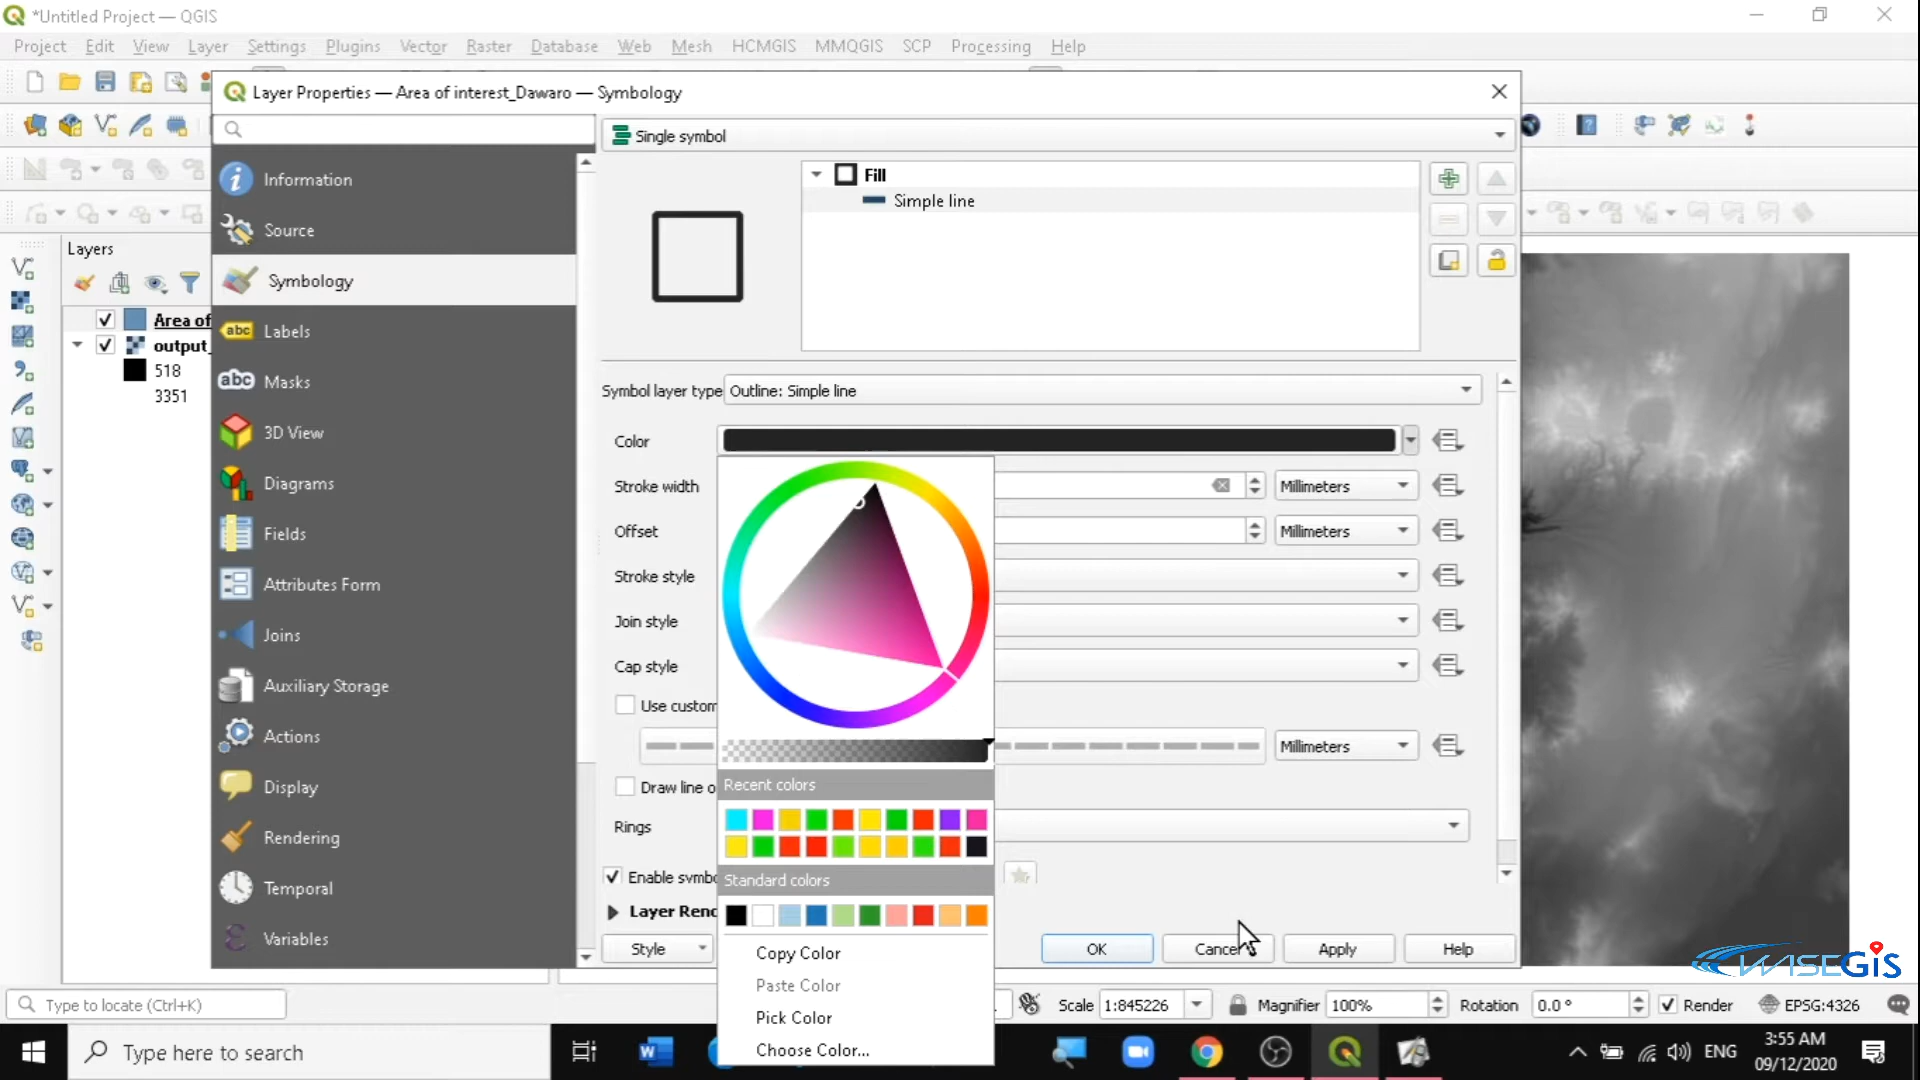 *Untitled Project — QGIS
Project Edit View Layer Settings Plugins Vector Raster Database Web Mesh HCMGIS MMQGIS SCP Processing Help
Layer Properties — Area of interest_Dawaro — Symbology
Single symbol
Information
Source
Symbology
Labels
Masks
3D View
Diagrams
Fields
Attributes Form
Joins
Auxiliary Storage
Actions
Display
Rendering
Temporal
Variables
Layers
Area of
output_
518
3351
Fill
Simple line
Symbol layer type Outline: Simple line
Color
Stroke width Millimeters
Offset Millimeters
Stroke style
Join style
Cap style
Use custom
Millimeters
Draw line o
Rings
Enable symbo
Layer Rend
Style
Recent colors
Standard colors
Copy Color
Paste Color
Pick Color
Choose Color...
OK Cancel Apply Help
WASEGIS
Type to locate (Ctrl+K) Scale 1:845226 Magnifier 100% Rotation 0.0 ° Render EPSG:4326
Type here to search ENG 3:55 AM
09/12/2020